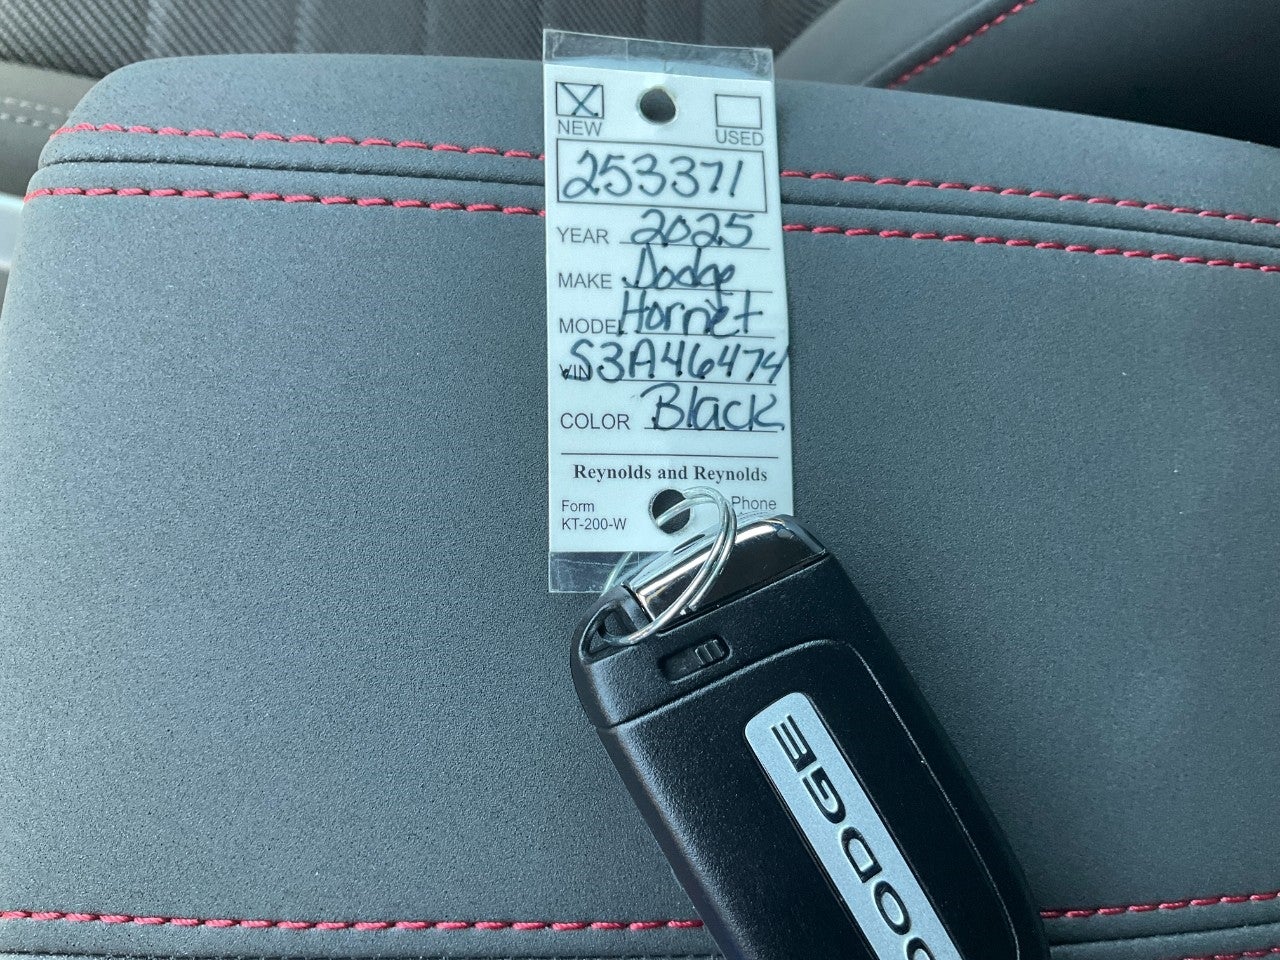 NEW
USED
253371
YEAR 2025
MAKE Dodge
MODEL Hornet
VIN S3A46474
COLOR Black
Reynolds and Reynolds
Form Phone
KT-200-W
DODGE